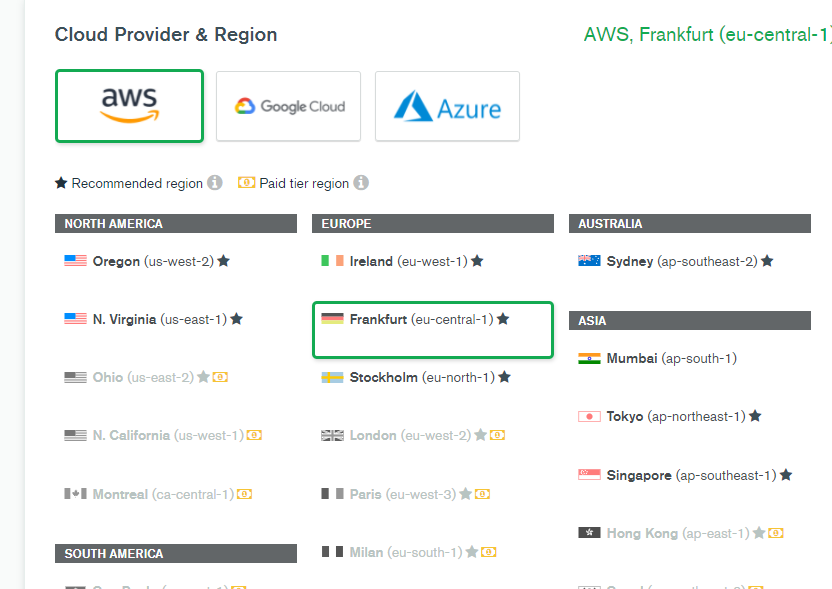 Cloud Provider & Region
AWS, Frankfurt (eu-central-1)
aws
Google Cloud
Azure
Recommended region
Paid tier region
NORTH AMERICA
Oregon (us-west-2)
N. Virginia (us-east-1)
Ohio (us-east-2)
N. California (us-west-1)
Montreal (ca-central-1)
SOUTH AMERICA
EUROPE
Ireland (eu-west-1)
Frankfurt (eu-central-1)
Stockholm (eu-north-1)
London (eu-west-2)
Paris (eu-west-3)
Milan (eu-south-1)
AUSTRALIA
Sydney (ap-southeast-2)
ASIA
Mumbai (ap-south-1)
Tokyo (ap-northeast-1)
Singapore (ap-southeast-1)
Hong Kong (ap-east-1)